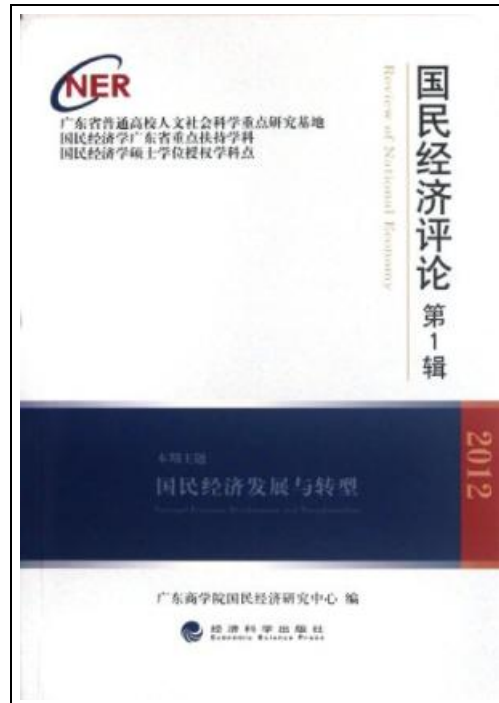 NER
广东省普通高校人文社会科学重点研究基地
国民经济学广东省重点扶持学科
国民经济学硕士学位授权学科点
国民经济评论 第1辑
Review of National Economy
2012
本期主题
国民经济发展与转型
广东商学院国民经济研究中心 编
经济科学出版社
Economic Science Press